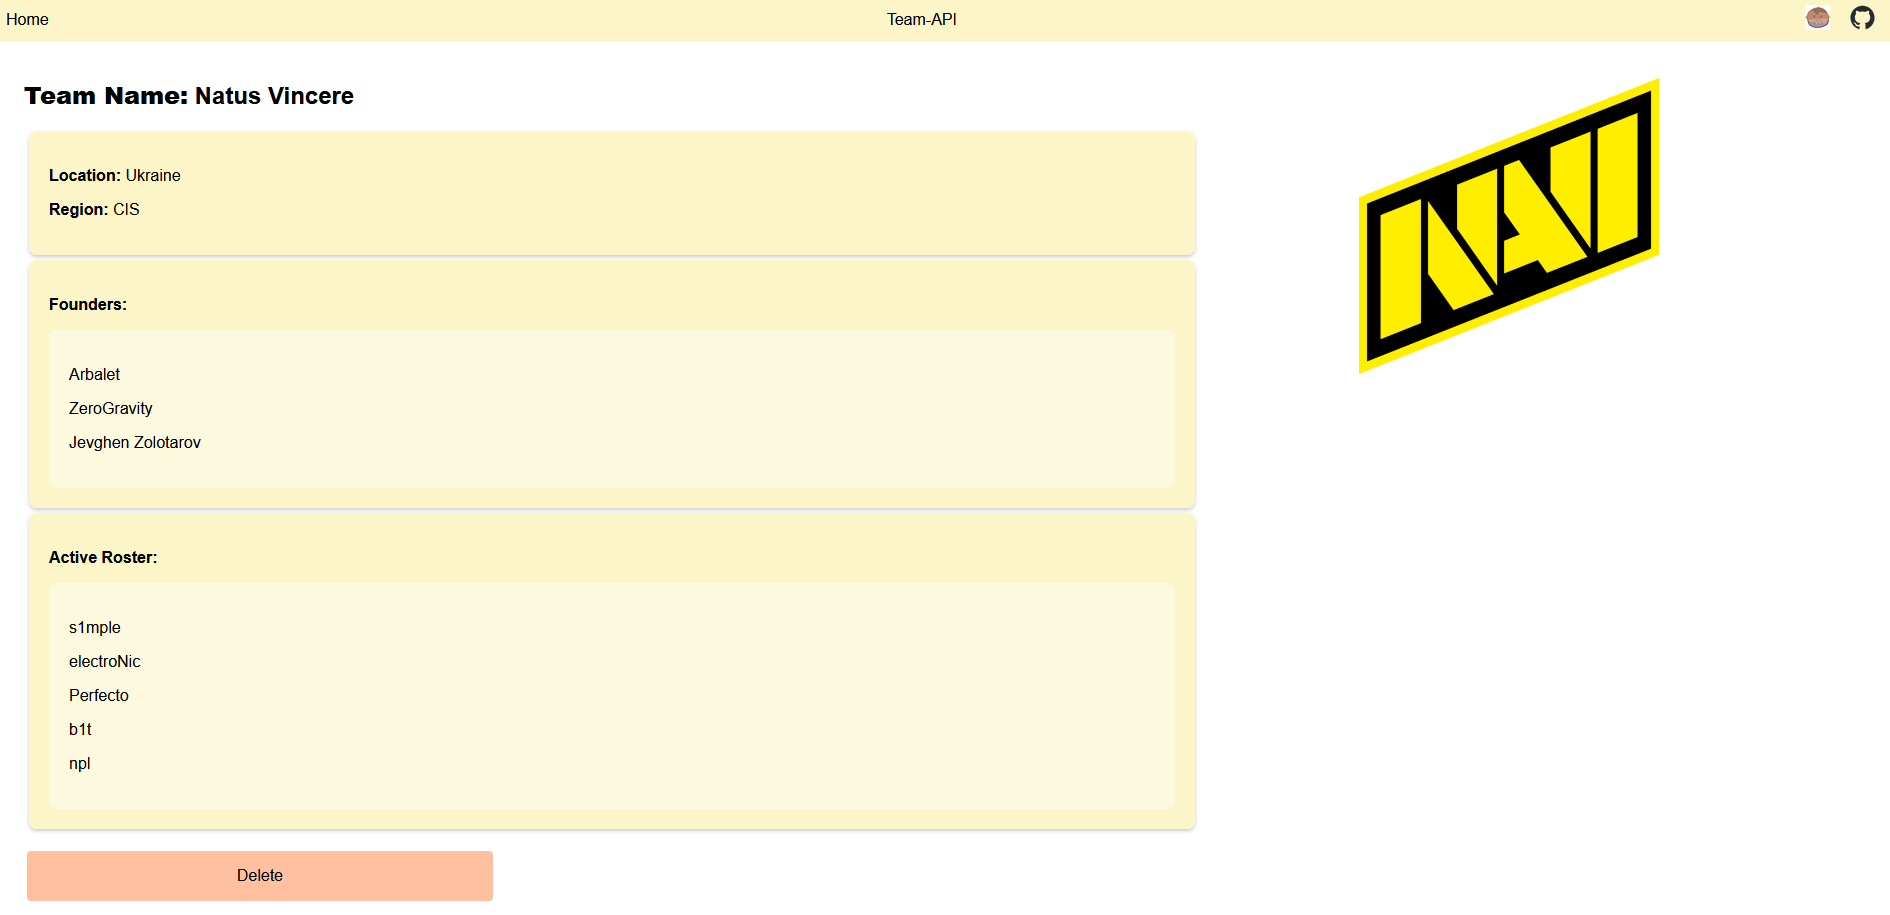 Home
Team-API
Team Name: Natus Vincere
Location: Ukraine
Region: CIS
Founders:
Arbalet
ZeroGravity
Jevghen Zolotarov
Active Roster:
s1mple
electroNic
Perfecto
b1t
npl
Delete
NAVI